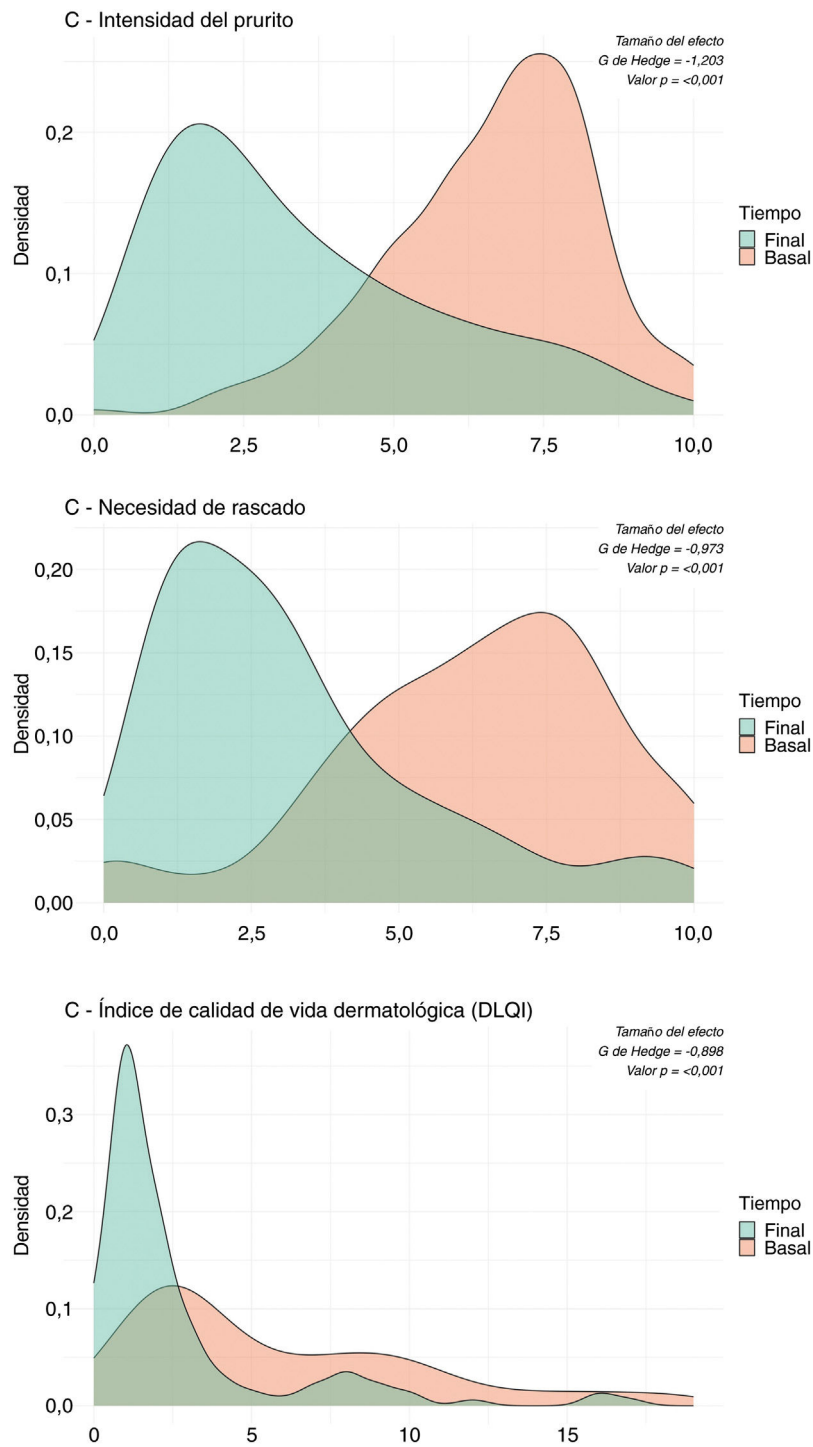 C - Intensidad del prurito
Tamaño del efecto
G de Hedge = -1,203
Valor p = <0,001
Densidad
0,2
0,1
0,0
0,0 2,5 5,0 7,5 10,0
Tiempo
Final
Basal
C - Necesidad de rascado
Tamaño del efecto
G de Hedge = -0,973
Valor p = <0,001
Densidad
0,20
0,15
0,10
0,05
0,00
0,0 2,5 5,0 7,5 10,0
Tiempo
Final
Basal
C - Índice de calidad de vida dermatológica (DLQI)
Tamaño del efecto
G de Hedge = -0,898
Valor p = <0,001
Densidad
0,3
0,2
0,1
0,0
0 5 10 15
Tiempo
Final
Basal